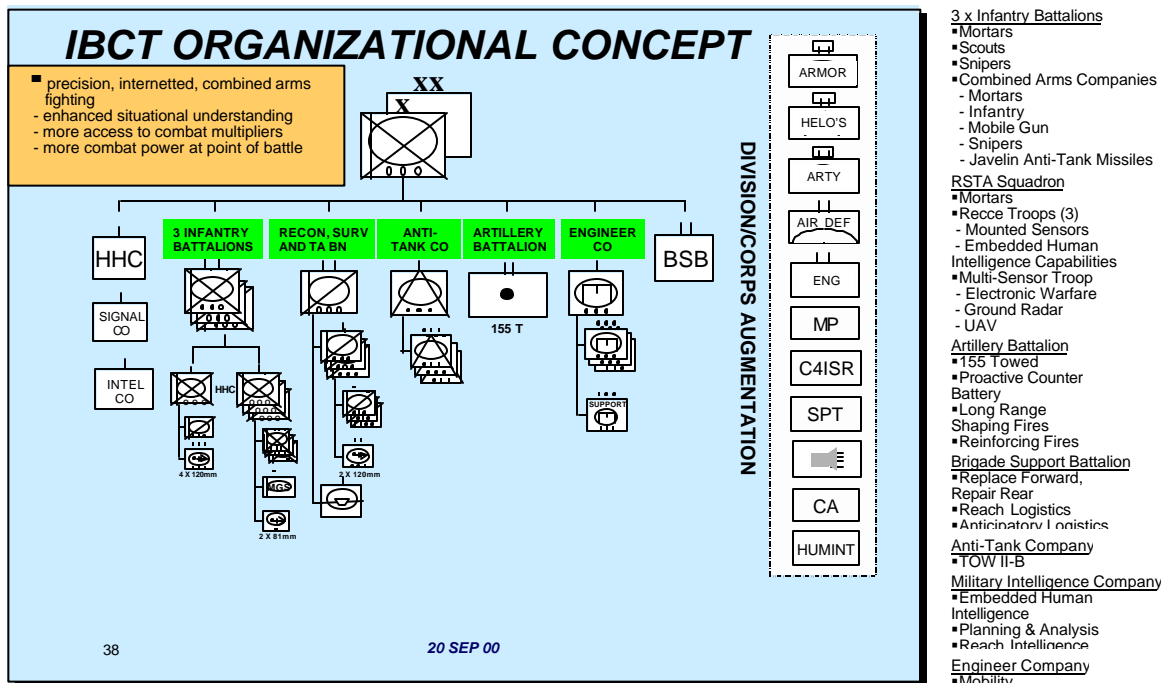 IBCT ORGANIZATIONAL CONCEPT
▪ precision, internetted, combined arms
fighting
- enhanced situational understanding
- more access to combat multipliers
- more combat power at point of battle
XX
X
HHC
SIGNAL
CO
INTEL
CO
3 INFANTRY
BATTALIONS
HHC
4 X 120mm
MGS
2 X 81mm
RECON, SURV
AND TA BN
2 X 120mm
ANTI-
TANK CO
ARTILLERY
BATTALION
155 T
ENGINEER
CO
SUPPORT
BSB
DIVISION/CORPS AUGMENTATION
ARMOR
HELO'S
ARTY
AIR DEF
ENG
MP
C4ISR
SPT
CA
HUMINT
38
20 SEP 00
3 x Infantry Battalions
▪Mortars
▪Scouts
▪Snipers
▪Combined Arms Companies
- Mortars
- Infantry
- Mobile Gun
- Snipers
- Javelin Anti-Tank Missiles
RSTA Squadron
▪Mortars
▪Recce Troops (3)
- Mounted Sensors
- Embedded Human
Intelligence Capabilities
▪Multi-Sensor Troop
- Electronic Warfare
- Ground Radar
- UAV
Artillery Battalion
▪155 Towed
▪Proactive Counter
Battery
▪Long Range
Shaping Fires
▪Reinforcing Fires
Brigade Support Battalion
▪Replace Forward,
Repair Rear
▪Reach Logistics
▪Anticipatory Logistics
Anti-Tank Company
▪TOW II-B
Military Intelligence Company
▪Embedded Human
Intelligence
▪Planning & Analysis
▪Reach Intelligence
Engineer Company
▪Mobility